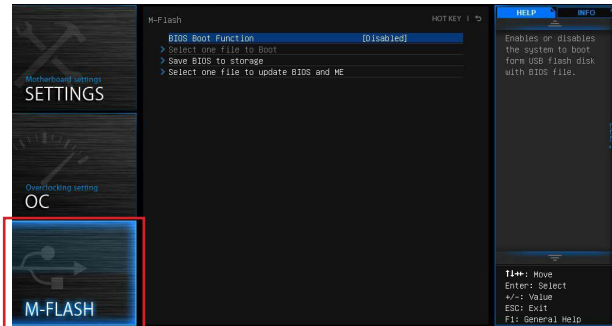 M-Flash
HOT KEY
BIOS Boot Function [Disabled]
Select one file to Boot
Save BIOS to storage
Select one file to update BIOS and ME
Motherboard settings
SETTINGS
Overclocking setting
OC
M-FLASH
HELP
INFO
Enables or disables
the system to boot
form USB flash disk
with BIOS file.
↑↓→←: Move
Enter: Select
+/-: Value
ESC: Exit
F1: General Help